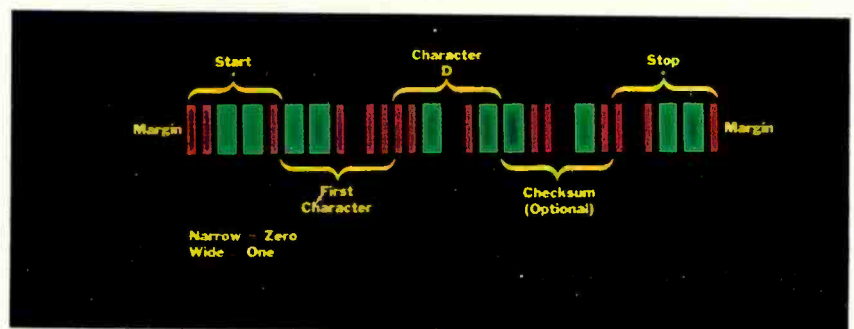 Start
Character
D
Stop
Margin
Margin
First
Character
Checksum
(Optional)
Narrow - Zero
Wide - One